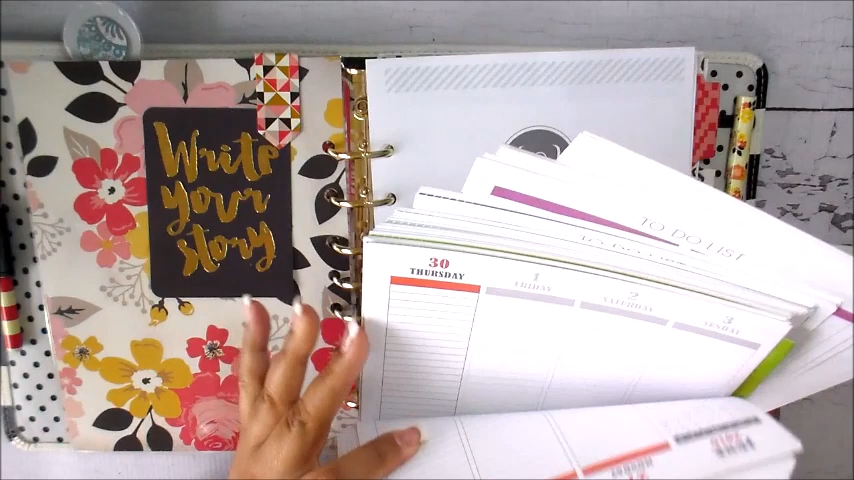 Write
your
story
TO DO LIST
30
THURSDAY
1
FRIDAY
2
SATURDAY
3
SUNDAY